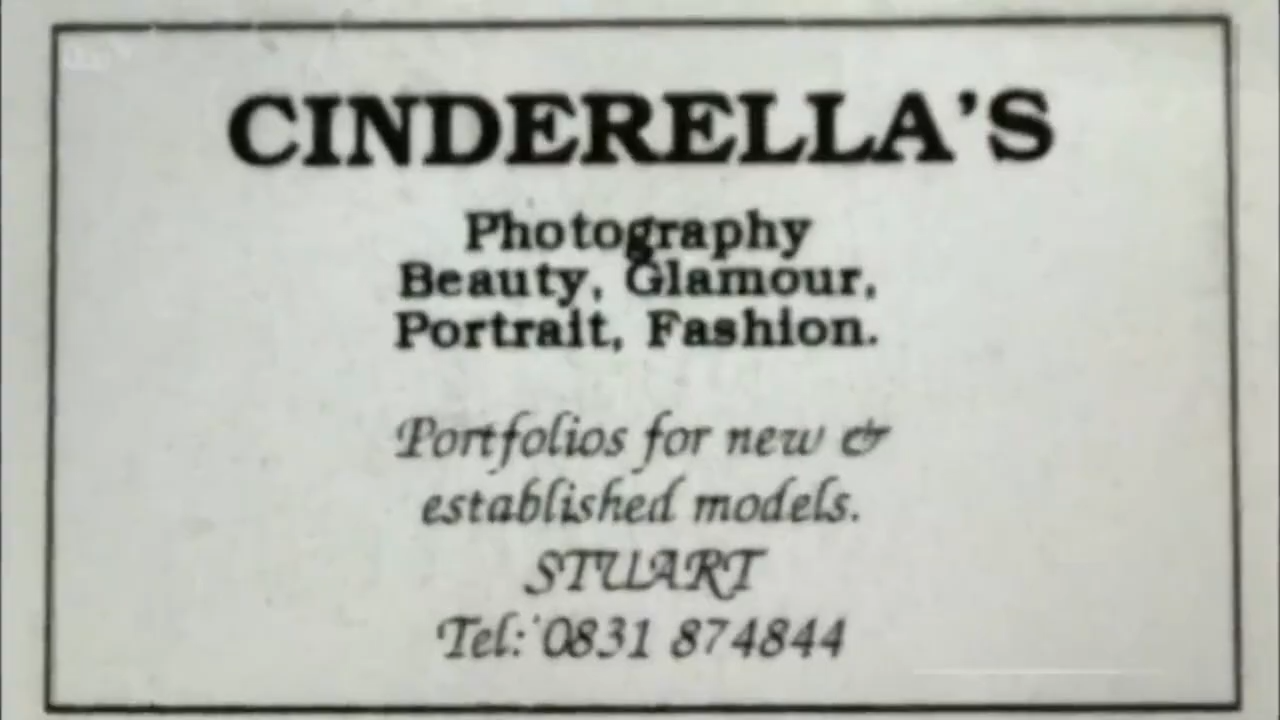 CINDERELLA'S
Photography
Beauty, Glamour,
Portrait, Fashion.
Portfolios for new &
established models.
STUART
Tel: 0831 874844